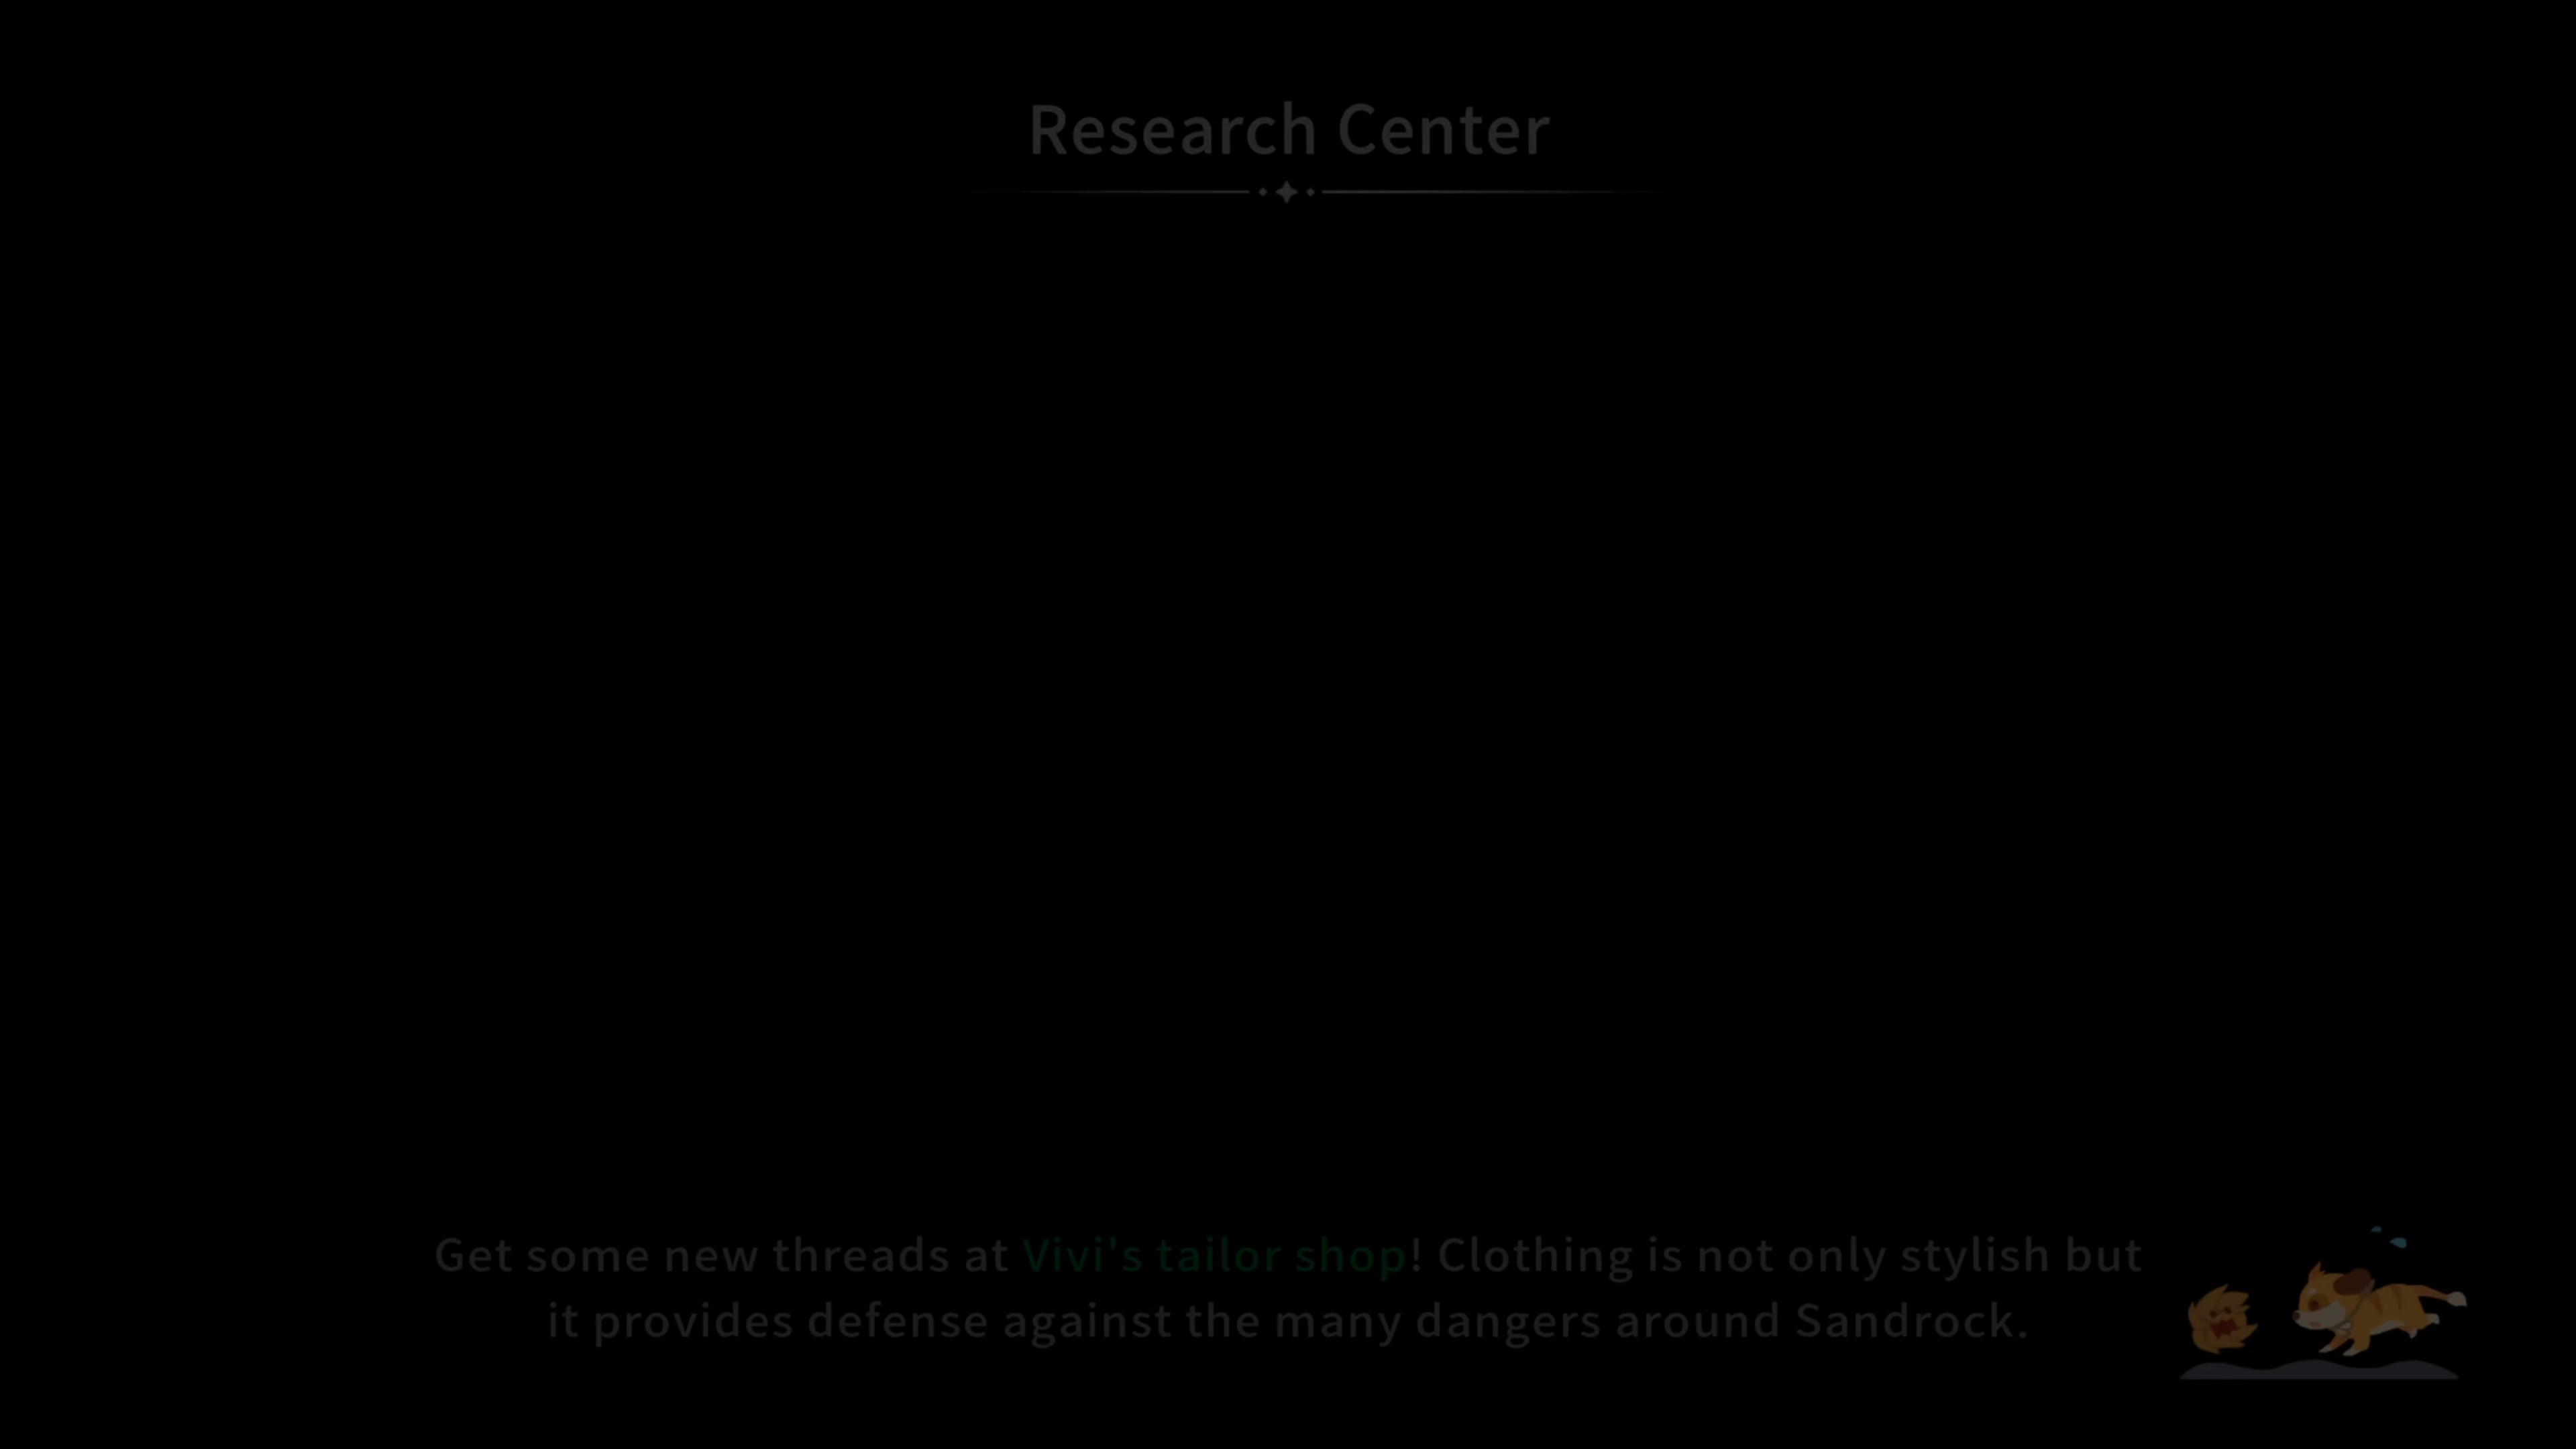 Research Center
Get some new threads at Vivi's tailor shop! Clothing is not only stylish but
it provides defense against the many dangers around Sandrock.